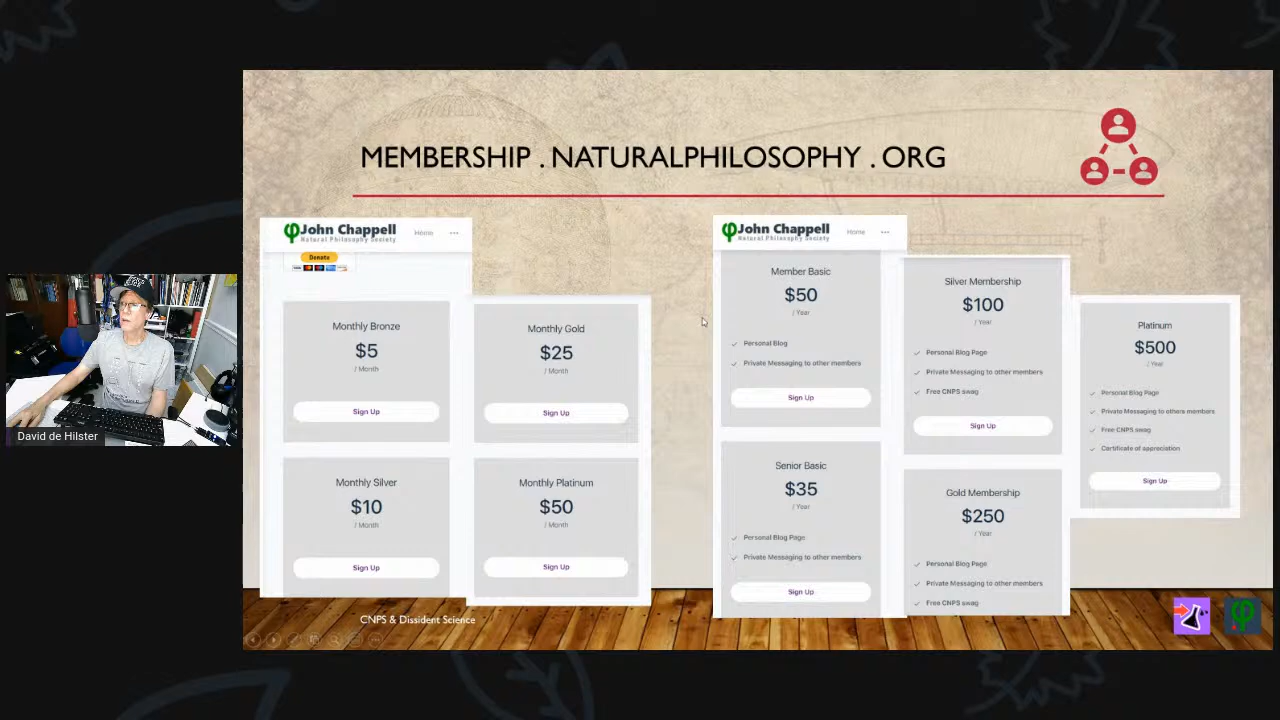 MEMBERSHIP . NATURALPHILOSOPHY . ORG
John Chappell
Natural Philosophy Society
Home
Donate
Monthly Bronze
$5
/ Month
Sign Up
Monthly Silver
$10
/ Month
Sign Up
Monthly Gold
$25
/ Month
Sign Up
Monthly Platinum
$50
/ Month
Sign Up
John Chappell
Natural Philosophy Society
Home
Member Basic
$50
/ Year
Personal Blog
Private Messaging to other members
Sign Up
Senior Basic
$35
/ Year
Personal Blog Page
Private Messaging to other members
Sign Up
Silver Membership
$100
/ Year
Personal Blog Page
Private Messaging to other members
Free CNPS swag
Sign Up
Gold Membership
$250
/ Year
Personal Blog Page
Private Messaging to other members
Free CNPS swag
Platinum
$500
/ Year
Personal Blog Page
Private Messaging to others members
Free CNPS swag
Certificate of appreciation
Sign Up
David de Hilster
CNPS & Dissident Science